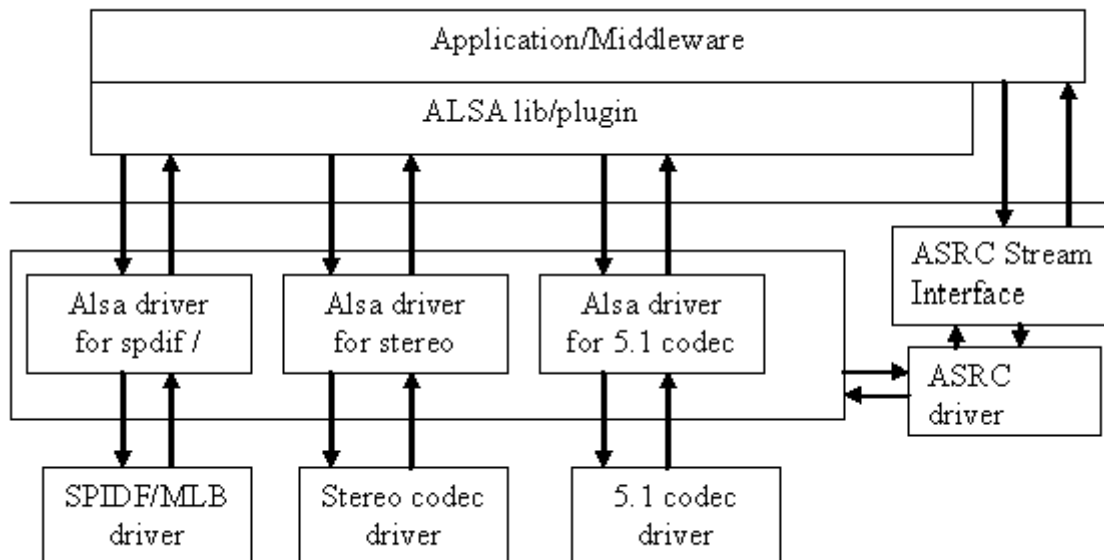 Application/Middleware
ALSA lib/plugin
ASRC Stream
Interface
Alsa driver
for spdif /
Alsa driver
for stereo
Alsa driver
for 5.1 codec
ASRC
driver
SPIDF/MLB
driver
Stereo codec
driver
5.1 codec
driver